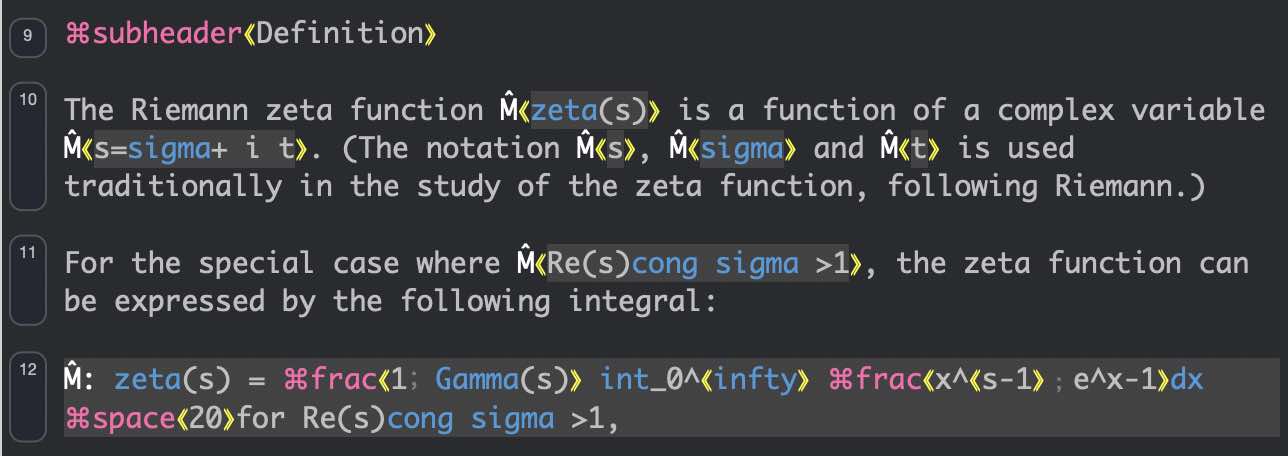 9 ⌘subheader⟪Definition⟫
10 The Riemann zeta function M̂⟪zeta(s)⟫ is a function of a complex variable
M̂⟪s=sigma+ i t⟫. (The notation M̂⟪s⟫, M̂⟪sigma⟫ and M̂⟪t⟫ is used
traditionally in the study of the zeta function, following Riemann.)
11 For the special case where M̂⟪Re(s)cong sigma >1⟫, the zeta function can
be expressed by the following integral:
12 M̂: zeta(s) = ⌘frac⟪1; Gamma(s)⟫ int_0^⟪infty⟫ ⌘frac⟪x^⟪s-1⟫ ; e^x-1⟫dx
⌘space⟪20⟫for Re(s)cong sigma >1,